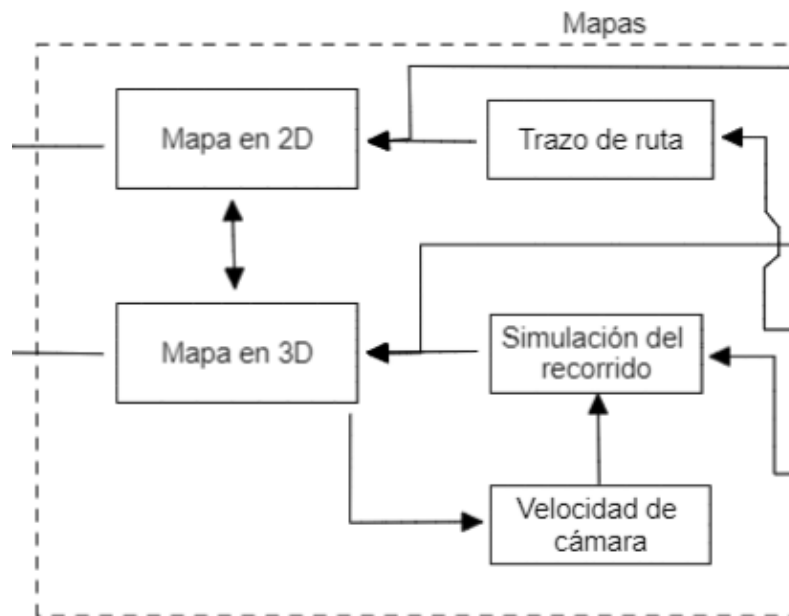 Mapas
Mapa en 2D
Trazo de ruta
Mapa en 3D
Simulación del
recorrido
Velocidad de
cámara